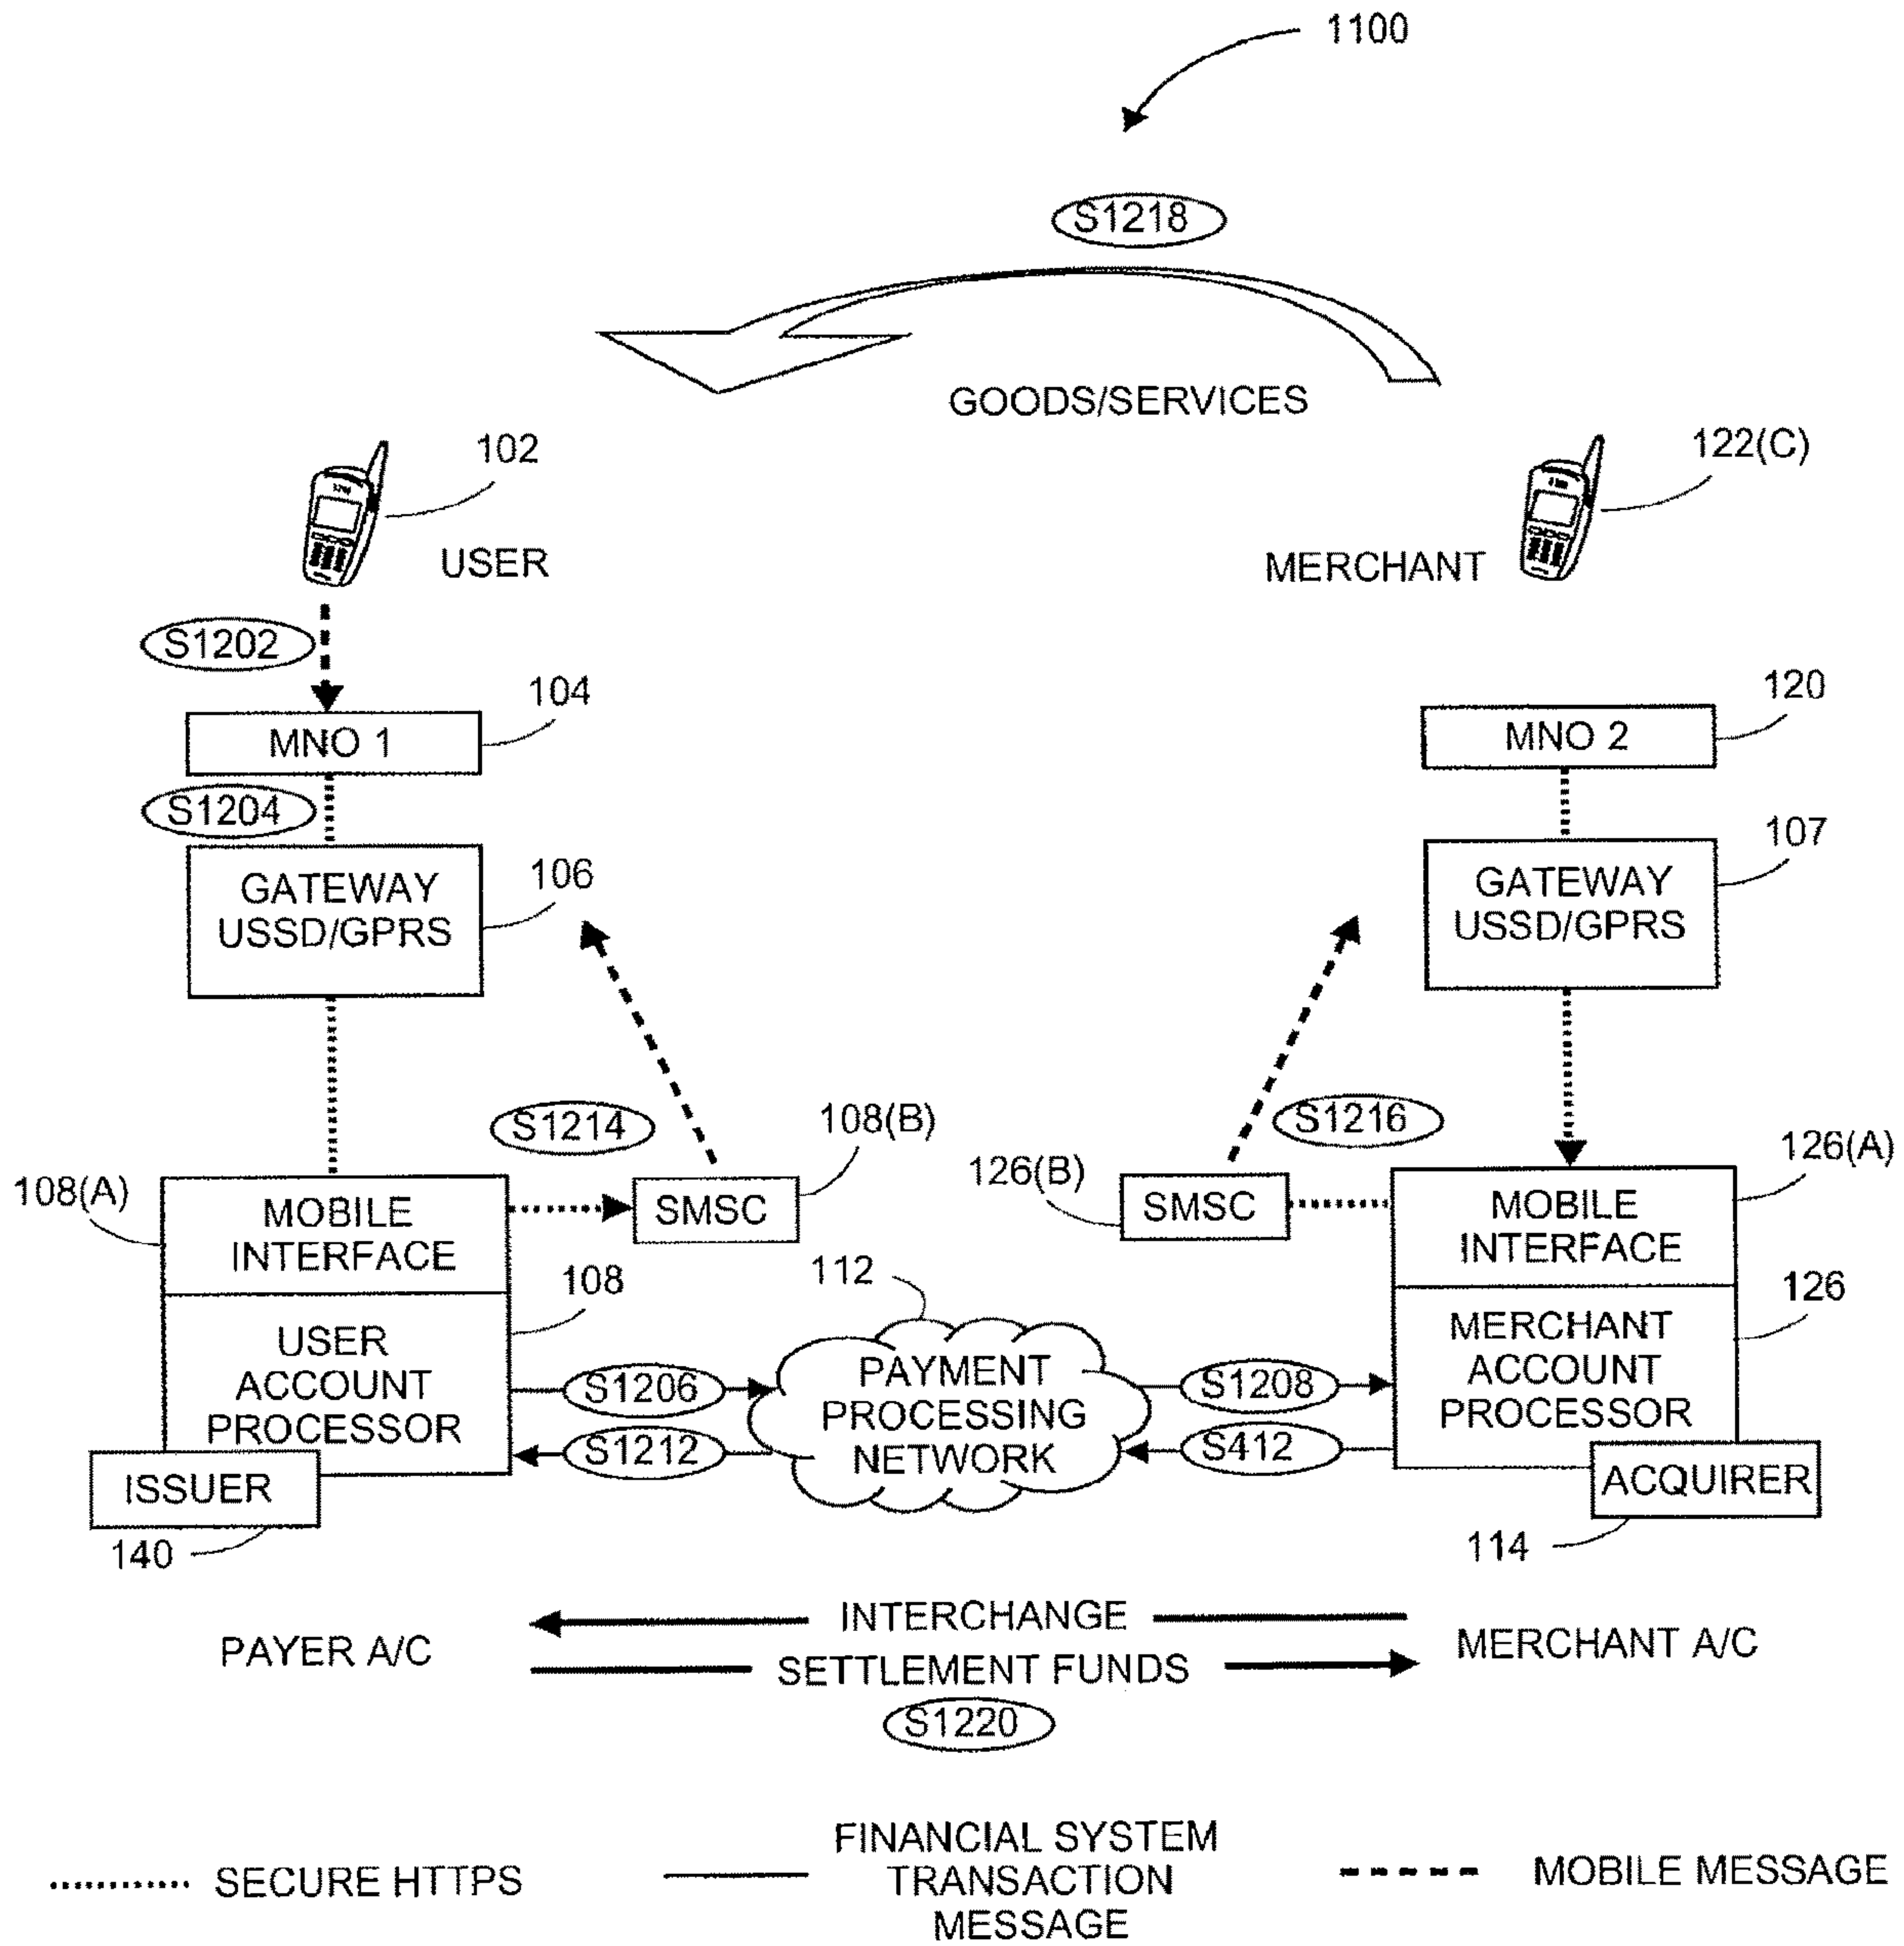 1100
S1218
GOODS/SERVICES
102
USER
122(C)
MERCHANT
S1202
104
MNO 1
120
MNO 2
S1204
106
GATEWAY
USSD/GPRS
107
GATEWAY
USSD/GPRS
S1214
108(B)
SMSC
S1216
126(B)
SMSC
108(A)
MOBILE
INTERFACE
126(A)
MOBILE
INTERFACE
108
USER
ACCOUNT
PROCESSOR
112
PAYMENT
PROCESSING
NETWORK
126
MERCHANT
ACCOUNT
PROCESSOR
S1206
S1208
S1212
S412
ISSUER
140
ACQUIRER
114
INTERCHANGE
PAYER A/C
MERCHANT A/C
SETTLEMENT FUNDS
S1220
SECURE HTTPS
FINANCIAL SYSTEM
TRANSACTION
MESSAGE
MOBILE MESSAGE